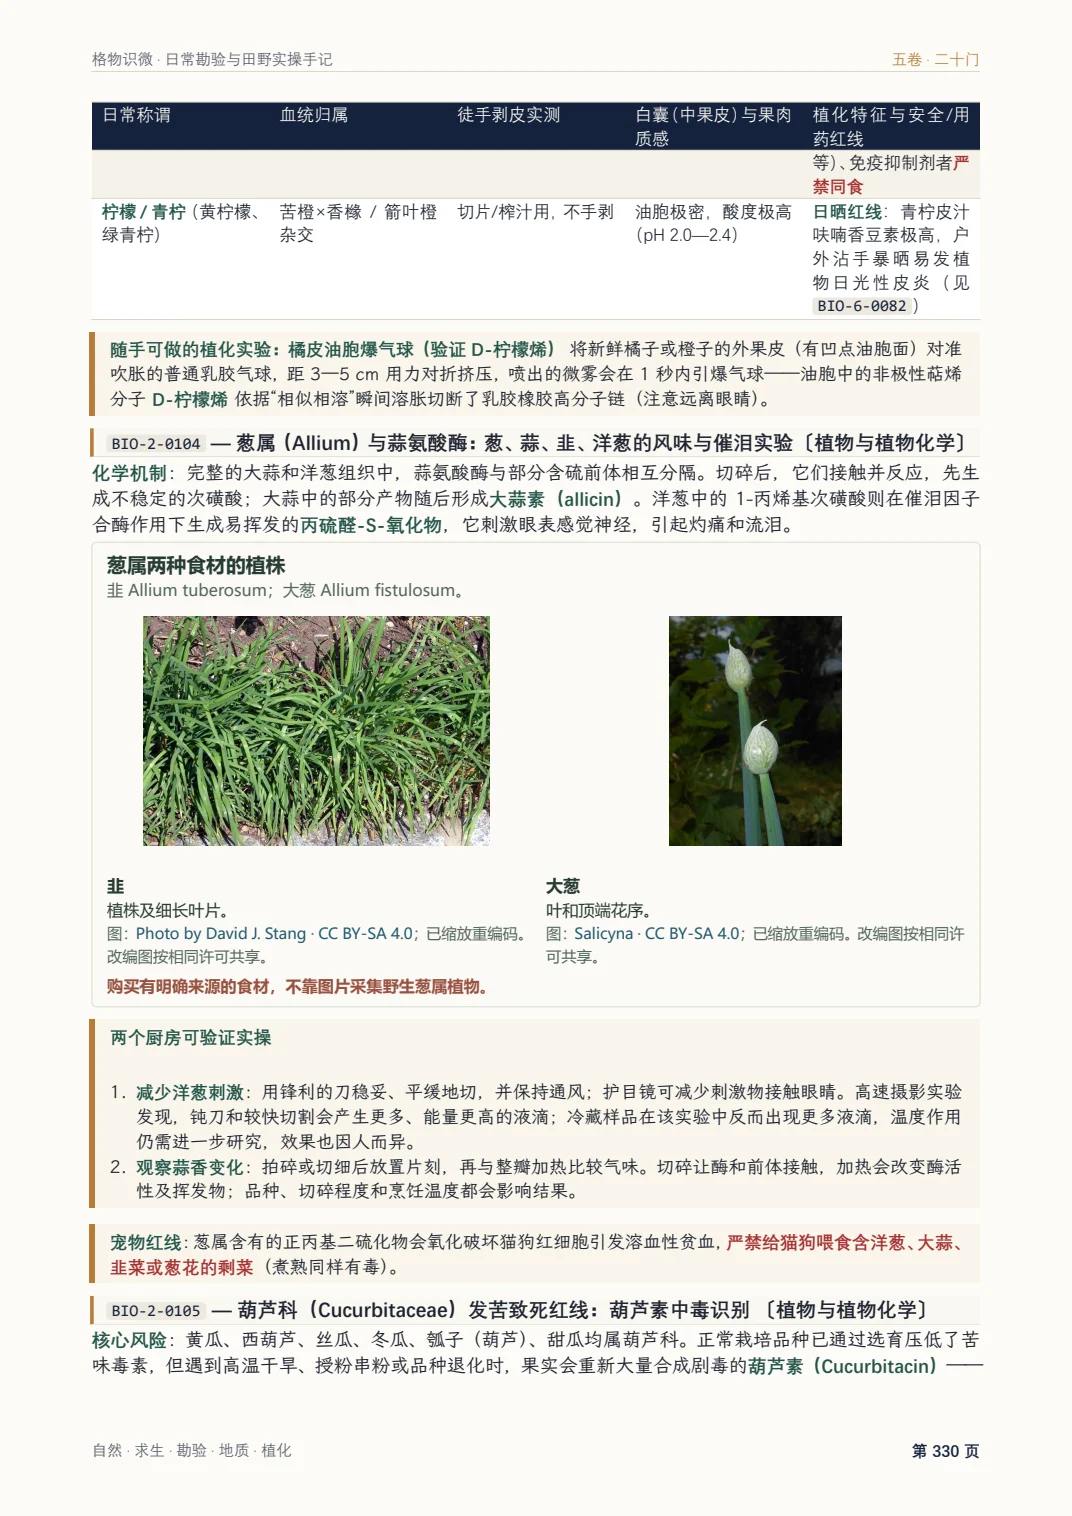 格物识微 · 日常勘验与田野实操手记
五卷 · 二十门
日常称谓
血统归属
徒手剥皮实测
白囊(中果皮)与果肉
质感
植化特征与安全/用
药红线
等)、免疫抑制剂者严
禁同食
柠檬 / 青柠 (黄柠檬、
绿青柠)
苦橙×香橼 / 箭叶橙
杂交
切片/榨汁用，不手剥
油胞极密，酸度极高
(pH 2.0—2.4)
日晒红线：青柠皮汁
呋喃香豆素极高，户
外沾手暴晒易发植
物日光性皮炎（见
BIO-6-0082）
随手可做的植化实验：橘皮油胞爆气球（验证 D-柠檬烯） 将新鲜橘子或橙子的外果皮（有凹点油胞面）对准
吹胀的普通乳胶气球，距 3—5 cm 用力对折挤压，喷出的微雾会在 1 秒内引爆气球——油胞中的非极性萜烯
分子 D-柠檬烯 依据“相似相溶”瞬间溶胀切断了乳胶橡胶高分子链（注意远离眼睛）。
BIO-2-0104 — 葱属（Allium）与蒜氨酸酶：葱、蒜、韭、洋葱的风味与催泪实验〔植物与植物化学〕
化学机制：完整的大蒜和洋葱组织中，蒜氨酸酶与部分含硫前体相互分隔。切碎后，它们接触并反应，先生
成不稳定的次磺酸；大蒜中的部分产物随后形成大蒜素（allicin）。洋葱中的 1-丙烯基次磺酸则在催泪因子
合酶作用下生成易挥发的丙硫醛-S-氧化物，它刺激眼表感觉神经，引起灼痛和流泪。
葱属两种食材的植株
韭 Allium tuberosum；大葱 Allium fistulosum。
韭
植株及细长叶片。
图：Photo by David J. Stang · CC BY-SA 4.0；已缩放重编码。
改编图按相同许可共享。
大葱
叶和顶端花序。
图：Salicyna · CC BY-SA 4.0；已缩放重编码。改编图按相同许
可共享。
购买有明确来源的食材，不靠图片采集野生葱属植物。
两个厨房可验证实操
1. 减少洋葱刺激：用锋利的刀稳妥、平缓地切，并保持通风；护目镜可减少刺激物接触眼睛。高速摄影实验
发现，钝刀和较快切割会产生更多、能量更高的液滴；冷藏样品在该实验中反而出现更多液滴，温度作用
仍需进一步研究，效果也因人而异。
2. 观察蒜香变化：拍碎或切细后放置片刻，再与整瓣加热比较气味。切碎让酶和前体接触，加热会改变酶活
性及挥发物；品种、切碎程度和烹饪温度都会影响结果。
宠物红线：葱属含有的正丙基二硫化物会氧化破坏猫狗红细胞引发溶血性贫血，严禁给猫狗喂食含洋葱、大蒜、
韭菜或葱花的剩菜（煮熟同样有毒）。
BIO-2-0105 — 葫芦科（Cucurbitaceae）发苦致死红线：葫芦素中毒识别 〔植物与植物化学〕
核心风险：黄瓜、西葫芦、丝瓜、冬瓜、瓠子（葫芦）、甜瓜均属葫芦科。正常栽培品种已通过选育压低了苦
味毒素，但遇到高温干旱、授粉串粉或品种退化时，果实会重新大量合成剧毒的葫芦素（Cucurbitacin）——
自然 · 求生 · 勘验 · 地质 · 植化
第 330 页